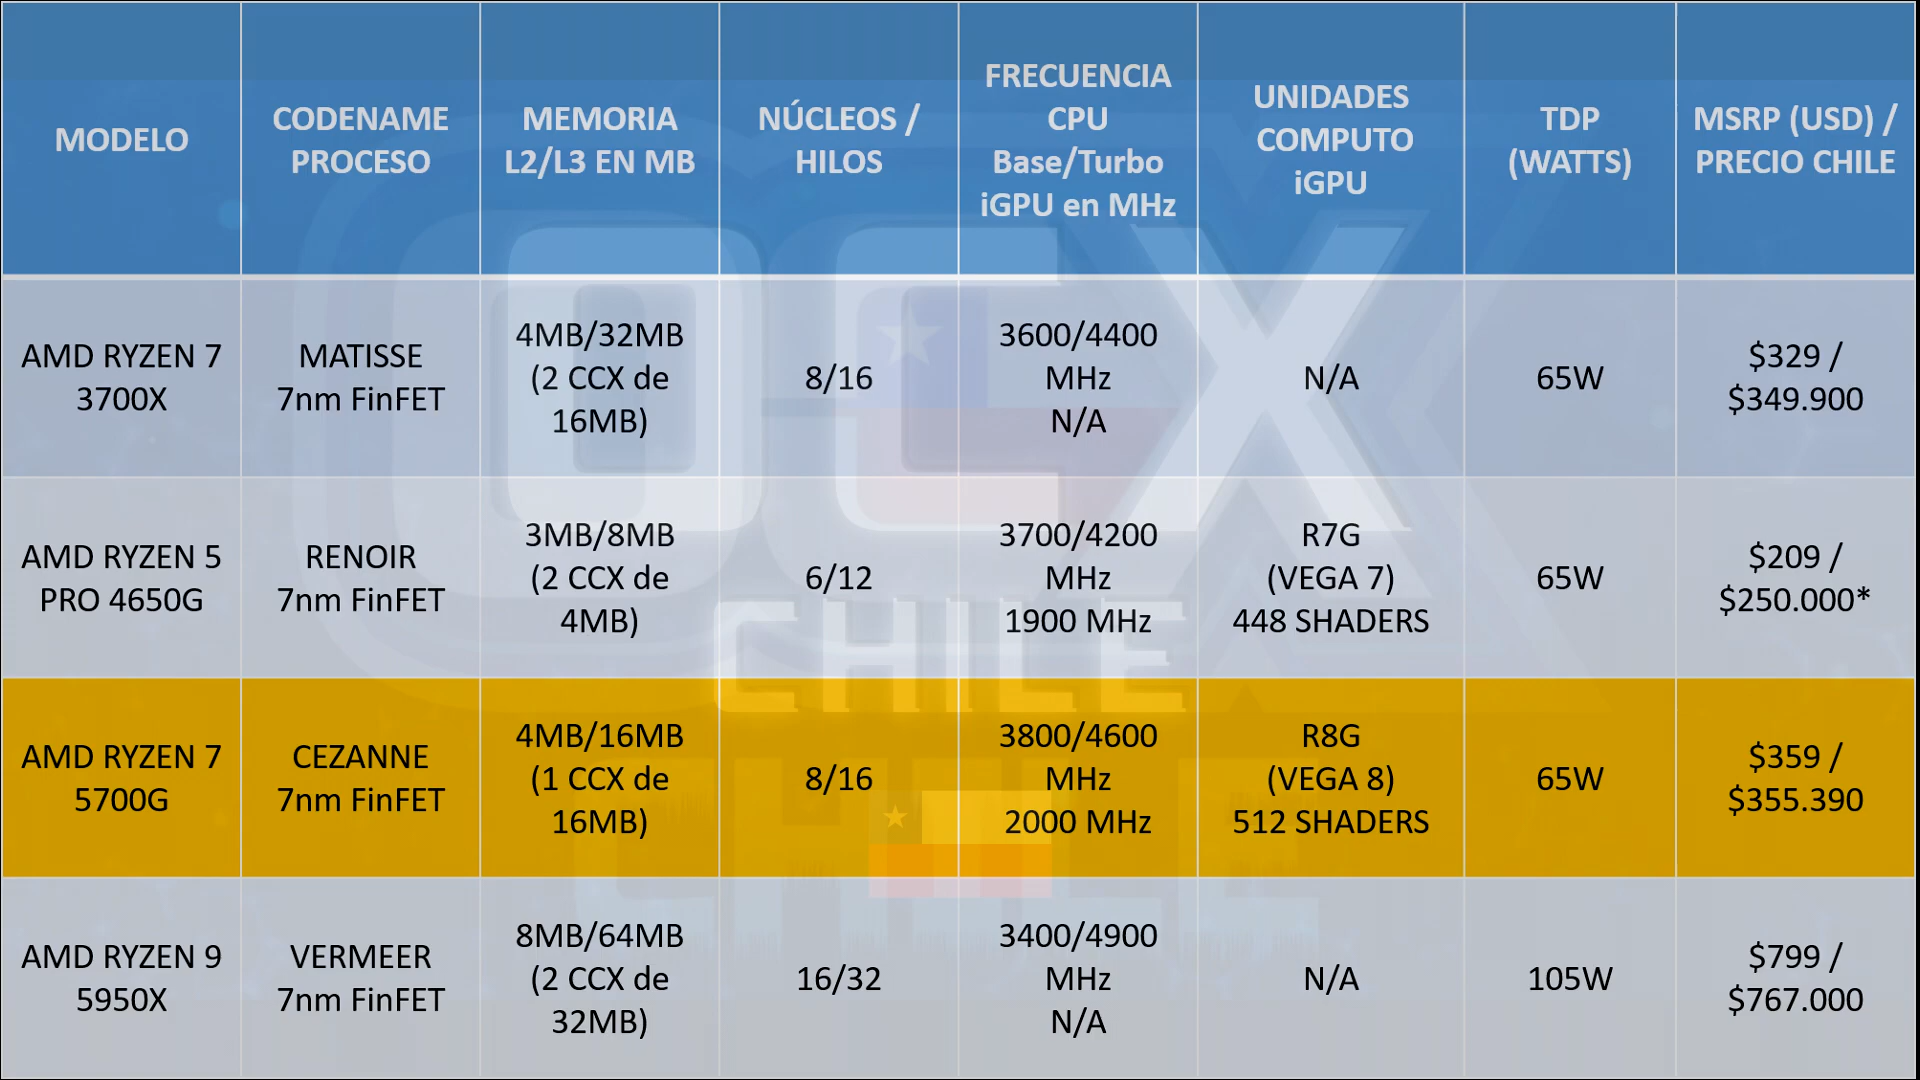 MODELO
CODENAME
PROCESO
MEMORIA
L2/L3 EN MB
NÚCLEOS /
HILOS
FRECUENCIA
CPU
Base/Turbo
iGPU en MHz
UNIDADES
COMPUTO
iGPU
TDP
(WATTS)
MSRP (USD) /
PRECIO CHILE
AMD RYZEN 7
3700X
MATISSE
7nm FinFET
4MB/32MB
(2 CCX de
16MB)
8/16
3600/4400
MHz
N/A
N/A
65W
$329 /
$349.900
AMD RYZEN 5
PRO 4650G
RENOIR
7nm FinFET
3MB/8MB
(2 CCX de
4MB)
6/12
3700/4200
MHz
1900 MHz
R7G
(VEGA 7)
448 SHADERS
65W
$209 /
$250.000*
AMD RYZEN 7
5700G
CEZANNE
7nm FinFET
4MB/16MB
(1 CCX de
16MB)
8/16
3800/4600
MHz
2000 MHz
R8G
(VEGA 8)
512 SHADERS
65W
$359 /
$355.390
AMD RYZEN 9
5950X
VERMEER
7nm FinFET
8MB/64MB
(2 CCX de
32MB)
16/32
3400/4900
MHz
N/A
N/A
105W
$799 /
$767.000
OCX
CHILE
CHILE